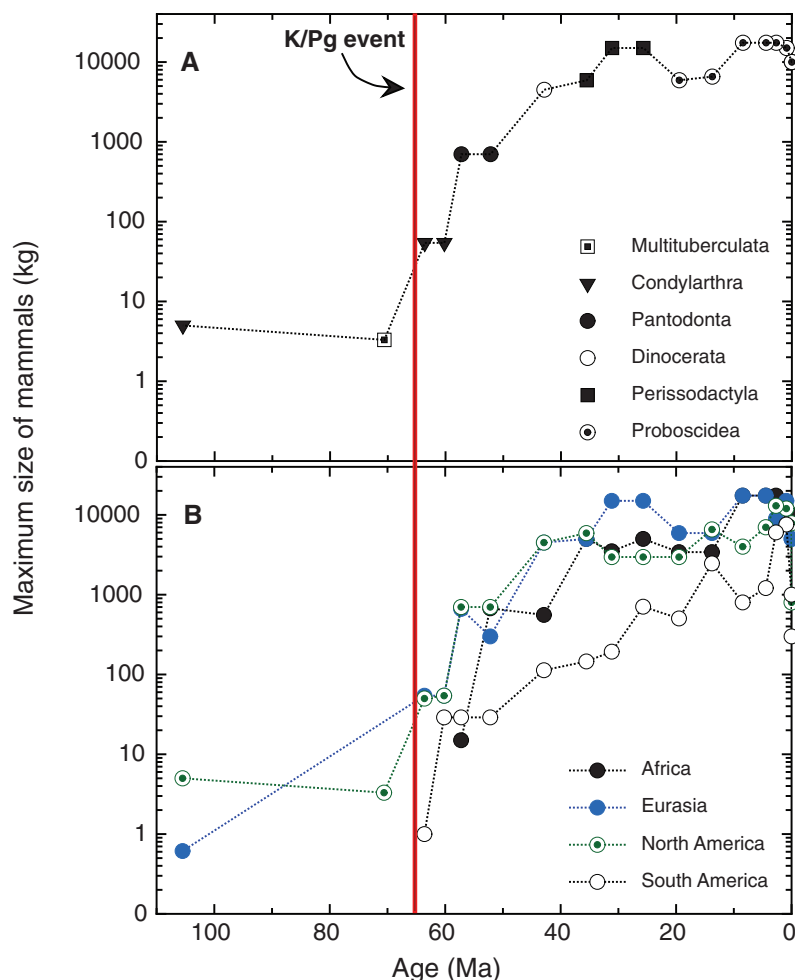 K/Pg event
A
10000
1000
100
10
1
0
Multituberculata
Condylarthra
Pantodonta
Dinocerata
Perissodactyla
Proboscidea
Maximum size of mammals (kg)
B
10000
1000
100
10
1
0
Africa
Eurasia
North America
South America
100 80 60 40 20 0
Age (Ma)